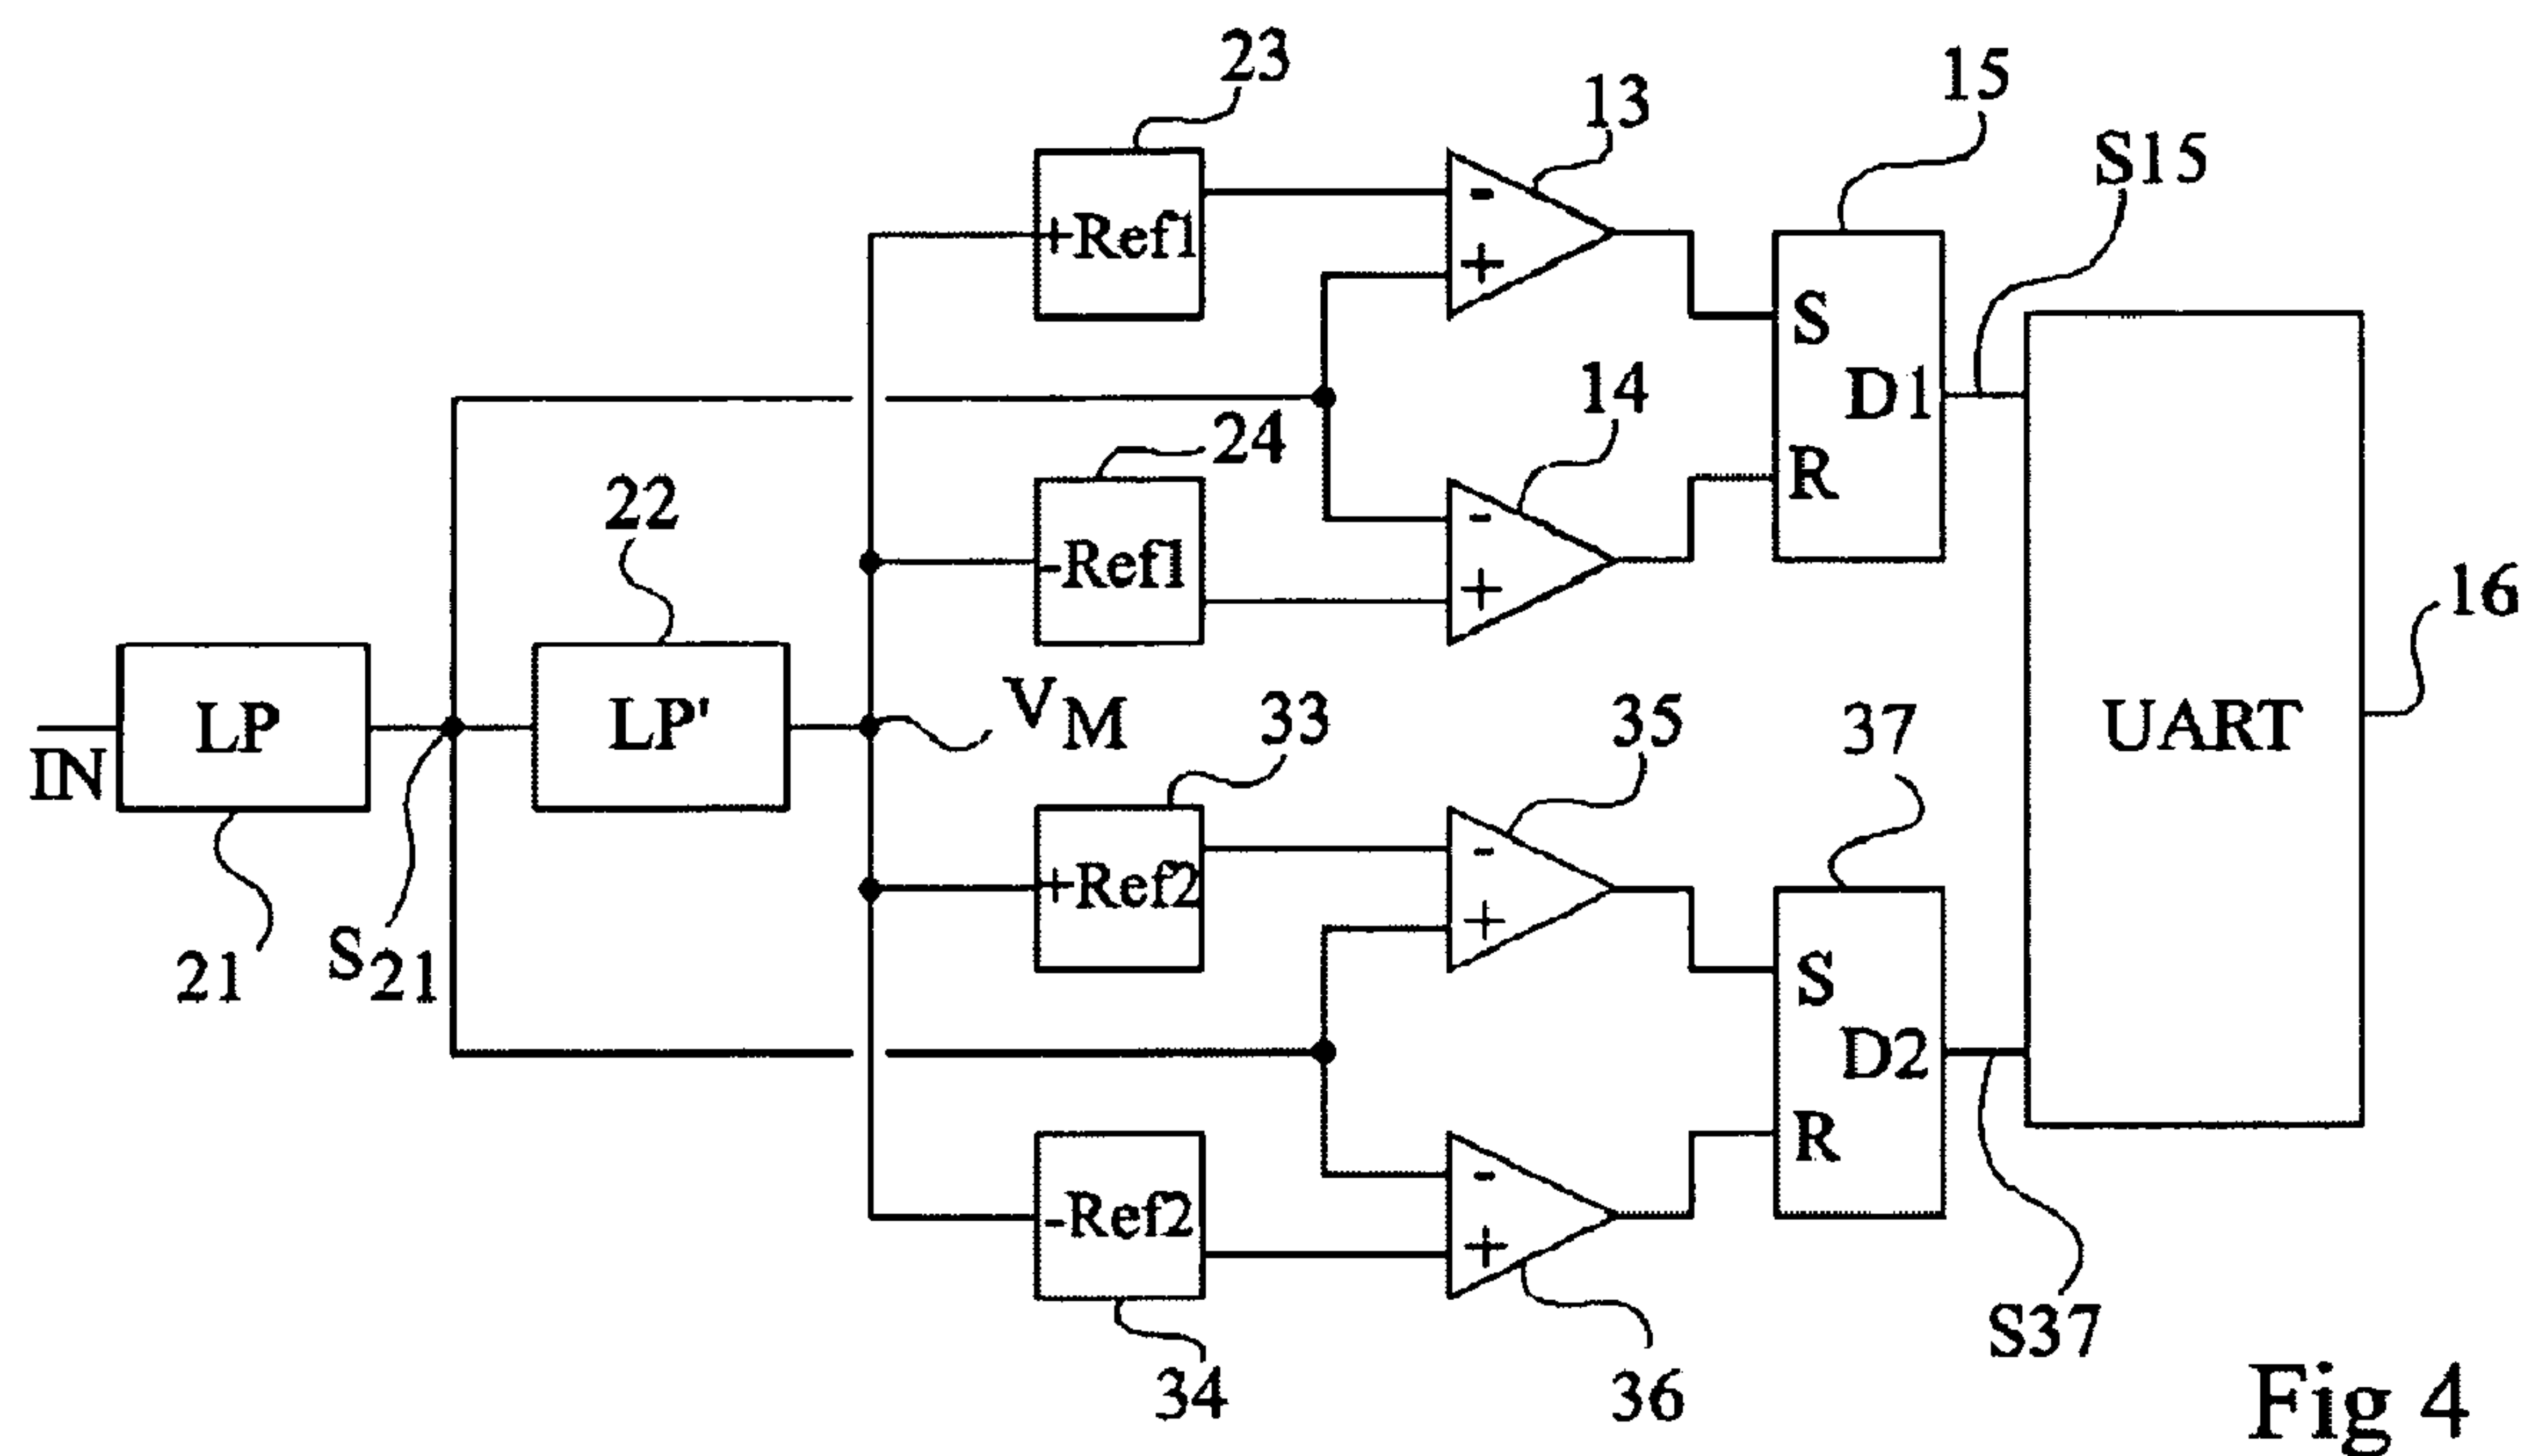 23
13
15
S15
+Ref1
-
+
S
D1
R
24
14
22
-Ref1
-
+
16
IN
LP
LP'
VM
33
35
37
UART
21
S21
+Ref2
-
+
S
D2
R
-Ref2
-
+
34
36
S37
Fig 4